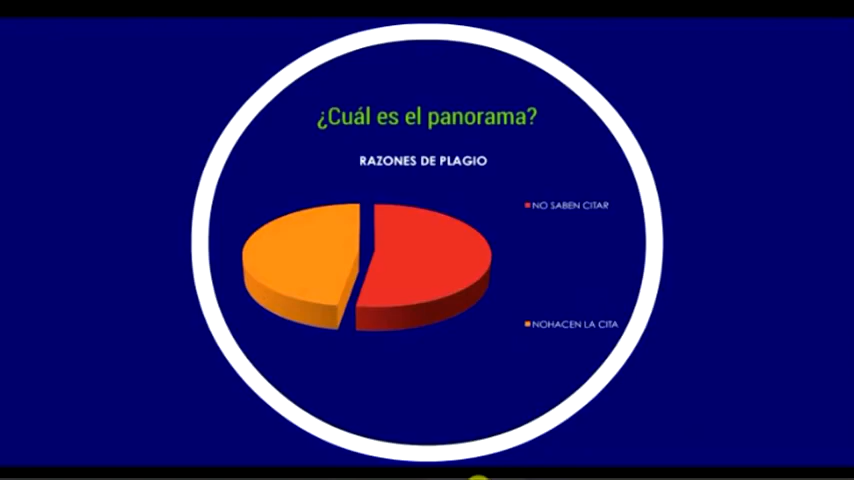 ¿Cuál es el panorama?
RAZONES DE PLAGIO
NO SABEN CITAR
NOHACEN LA CITA